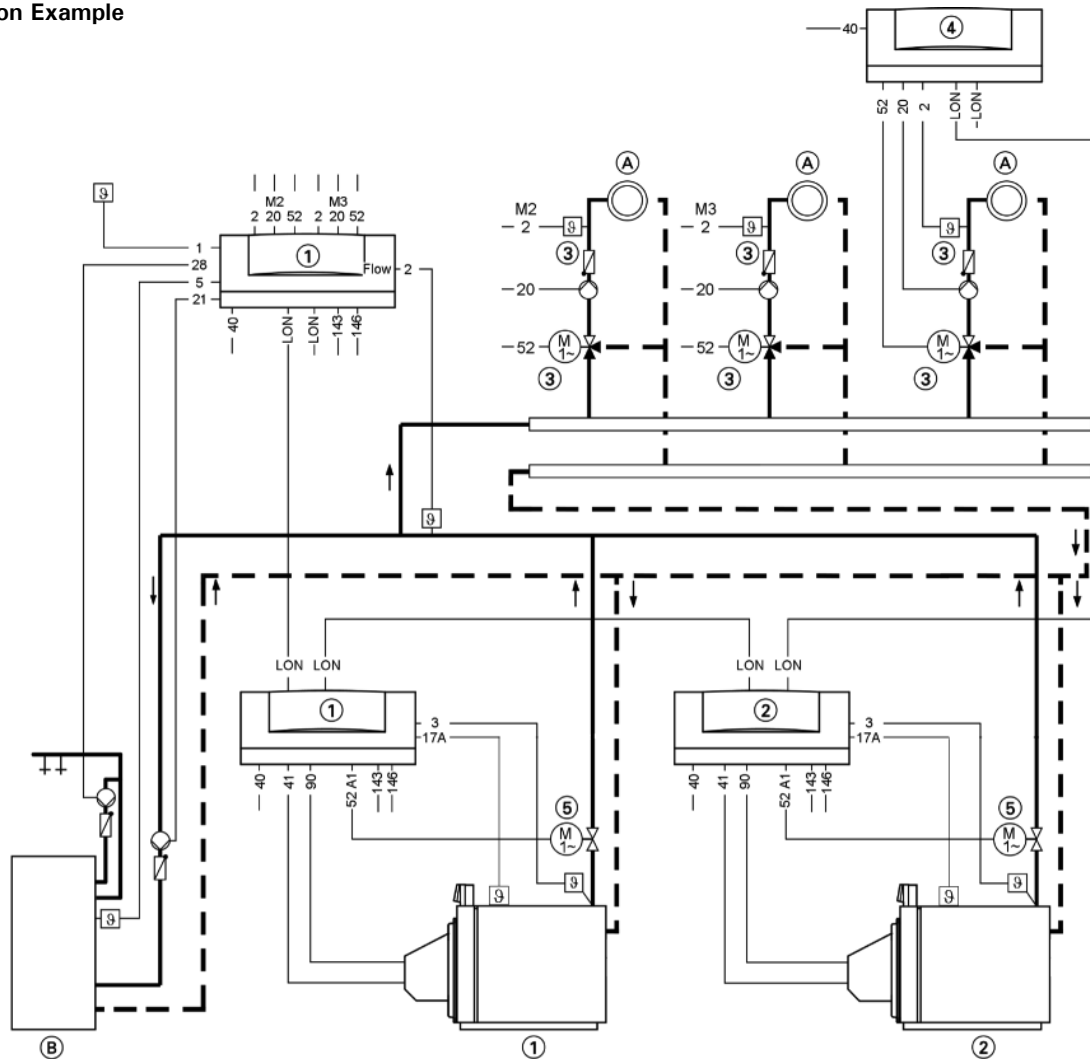 on Example
40
4
52 20 2 LON LON
A A A
ϑ
M2 M3
2 20 52 2 20 52
1
28
5
21
1
Flow 2
40 LON LON 143 146
M2
2 ϑ
3
20
52 M 1~
3
M3
2 ϑ
3
20
52 M 1~
3
ϑ
3
M 1~
3
ϑ
LON LON
LON LON
1
3
17A
40 41 90 52 A1 143 146
2
3
17A
40 41 90 52 A1 143 146
5
M 1~
5
M 1~
ϑ ϑ
ϑ ϑ
ϑ
B
1
2